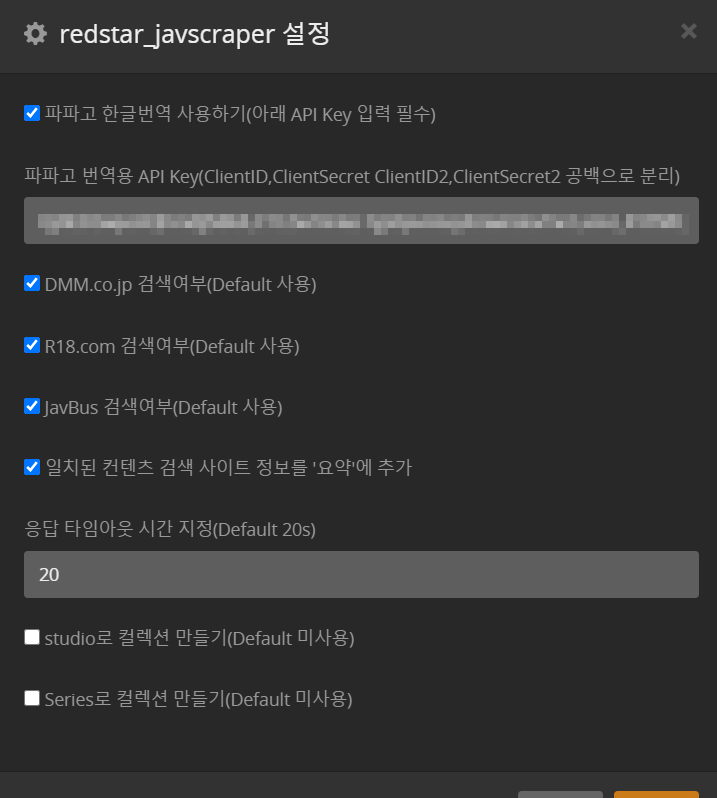 redstar_javscraper 설정
파파고 한글번역 사용하기(아래 API Key 입력 필수)
파파고 번역용 API Key(ClientID,ClientSecret ClientID2,ClientSecret2 공백으로 분리)
DMM.co.jp 검색여부(Default 사용)
R18.com 검색여부(Default 사용)
JavBus 검색여부(Default 사용)
일치된 컨텐츠 검색 사이트 정보를 '요약'에 추가
응답 타임아웃 시간 지정(Default 20s)
20
studio로 컬렉션 만들기(Default 미사용)
Series로 컬렉션 만들기(Default 미사용)